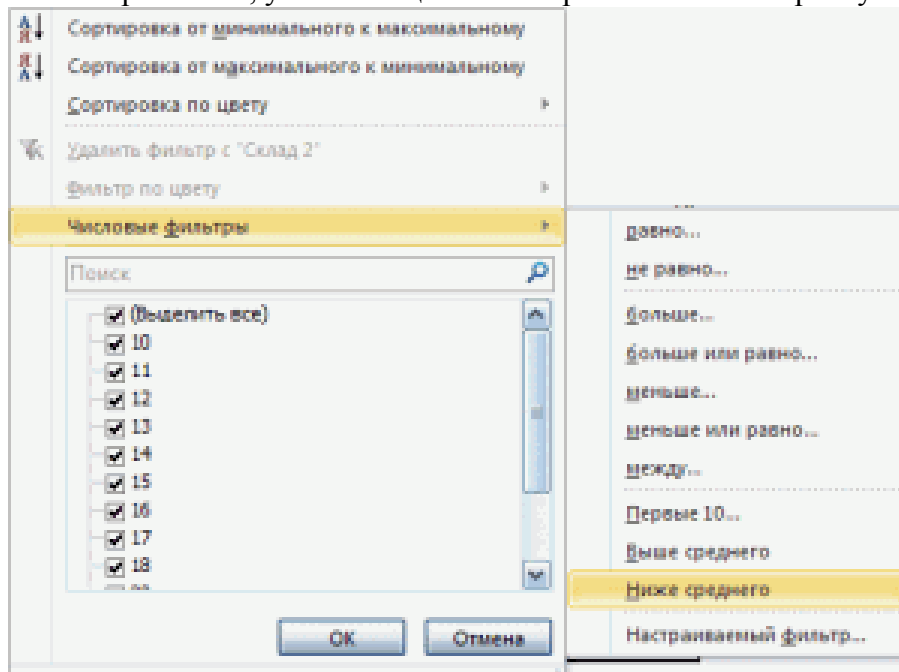 Сортировка от минимального к максимальному
Сортировка от максимального к минимальному
Сортировка по цвету
Удалить фильтр с "Склад 2"
Фильтр по цвету
Числовые фильтры
Поиск
(Выделить все)
10
11
12
13
14
15
16
17
18
ОК Отмена
равно...
не равно...
больше...
больше или равно...
меньше...
меньше или равно...
между...
Первые 10...
Выше среднего
Ниже среднего
Настраиваемый фильтр...